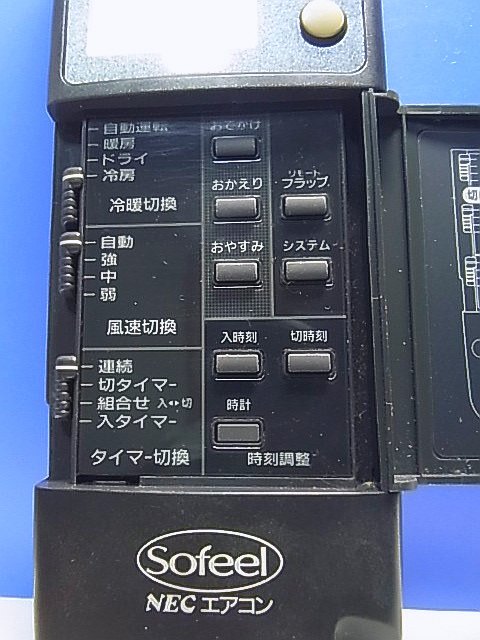 自動運転
暖房
ドライ
冷房
冷暖切換
おでかけ
おかえり
リモート
フラップ
おやすみ
システム
自動
強
中
弱
風速切換
連続
切タイマー
組合せ 入◂▸切
入タイマー
タイマー切換
入時刻
切時刻
時計
時刻調整
切
Sofeel
NEC エアコン